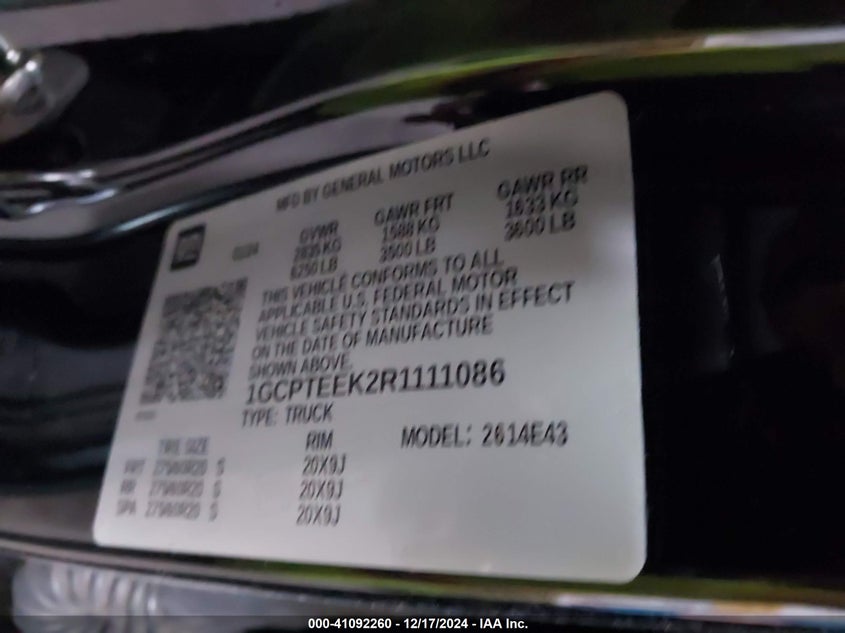 MFD BY GENERAL MOTORS LLC
GVWR GAWR FRT GAWR RR
2835 KG 1588 KG 1633 KG
6250 LB 3500 LB 3600 LB
THIS VEHICLE CONFORMS TO ALL
APPLICABLE U.S. FEDERAL MOTOR
VEHICLE SAFETY STANDARDS IN EFFECT
ON THE DATE OF MANUFACTURE
SHOWN ABOVE.
1GCPTEEK2R1111086
TYPE: TRUCK MODEL: 2614E43
TIRE SIZE RIM
FRT S 20X9J
RR S 20X9J
SPA S 20X9J
000-41092260 - 12/17/2024 - IAA Inc.